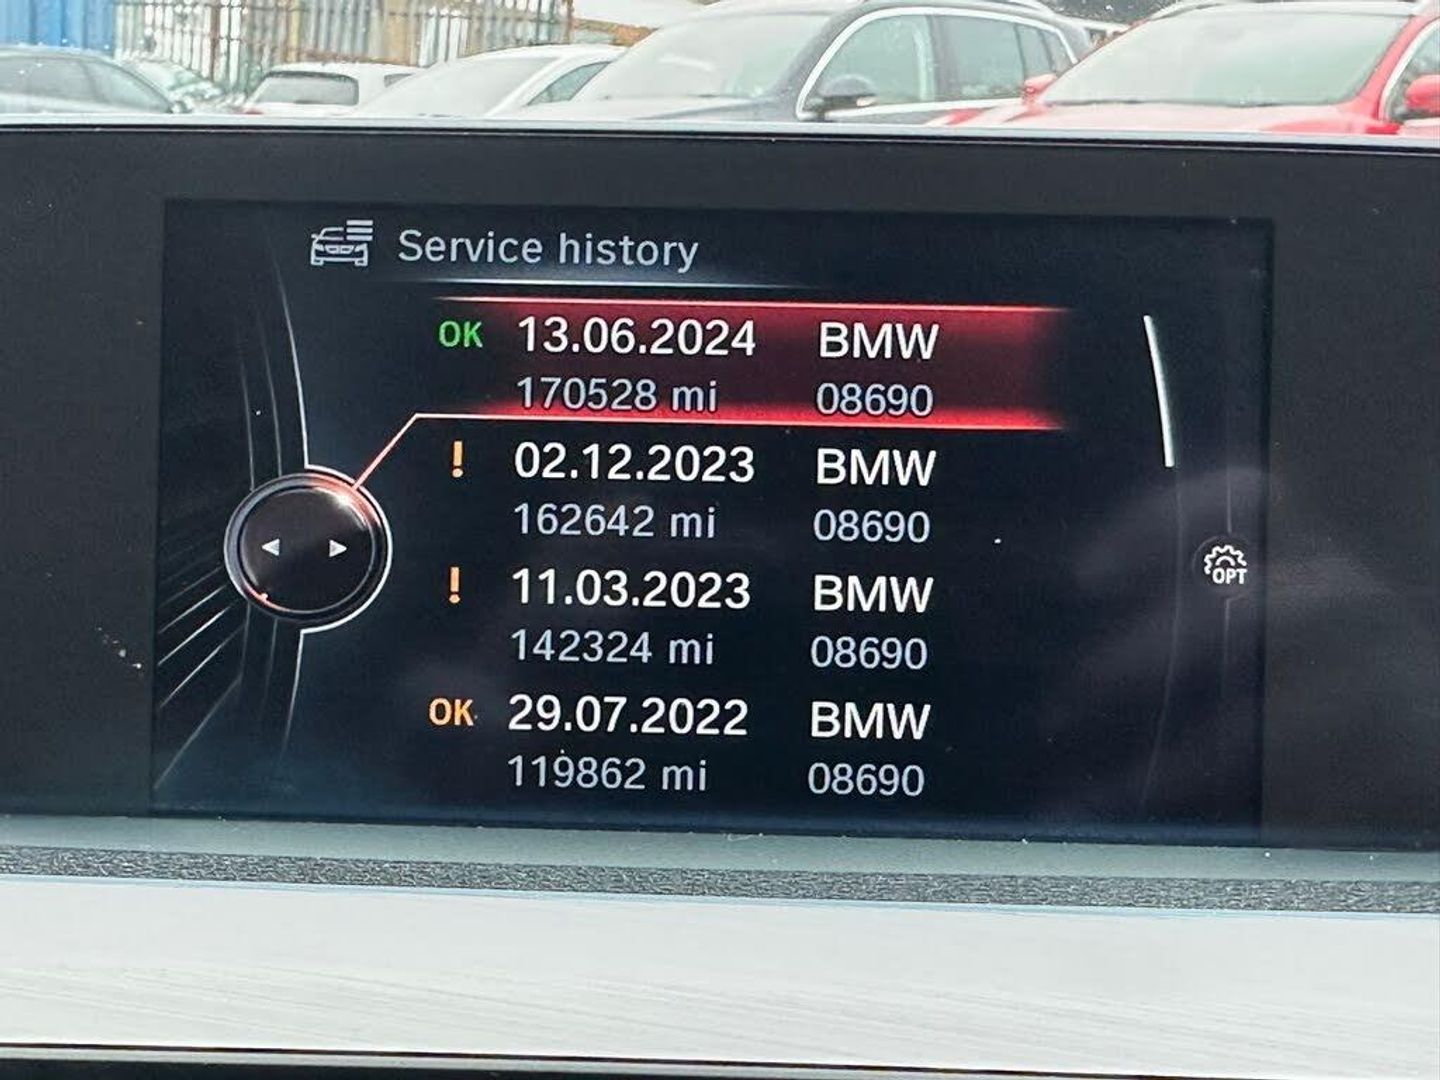 Service history
OK 13.06.2024 BMW
170528 mi 08690
! 02.12.2023 BMW
162642 mi 08690
! 11.03.2023 BMW
142324 mi 08690
OK 29.07.2022 BMW
119862 mi 08690
OPT